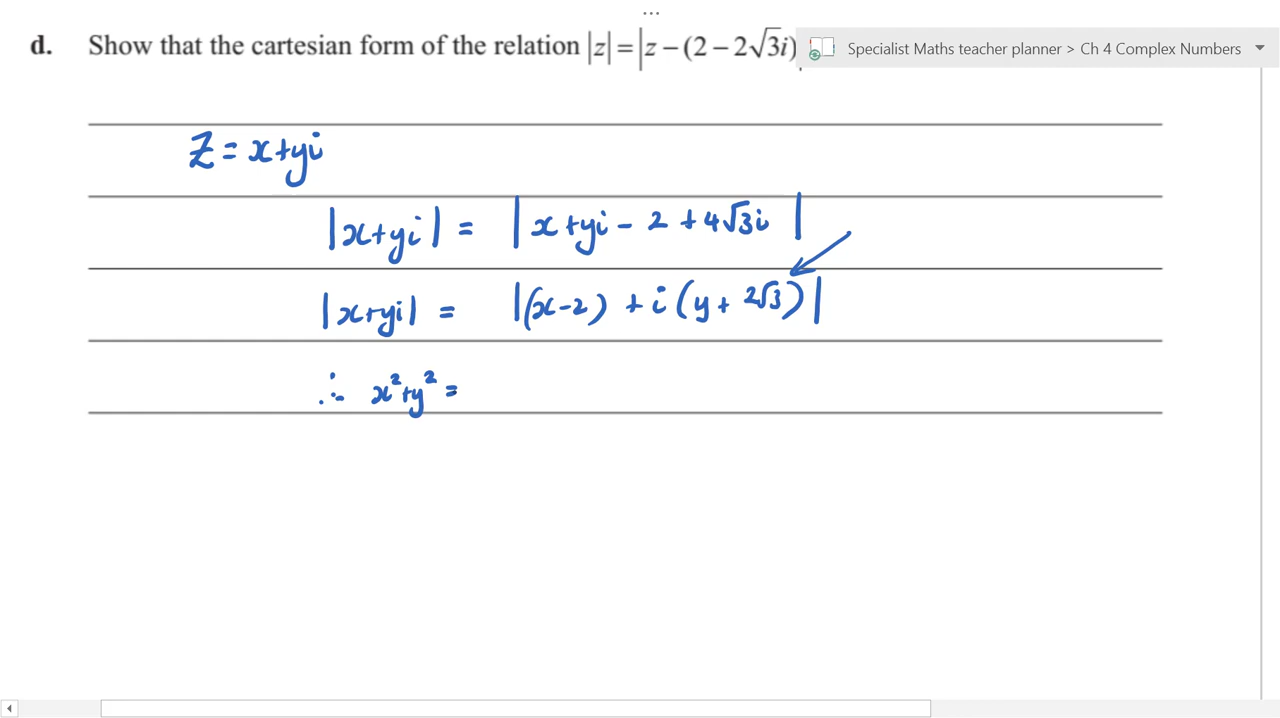 ...
d. Show that the cartesian form of the relation |z| = |z − (2 − 2√3i)
Specialist Maths teacher planner > Ch 4 Complex Numbers
z = x+yi
|x+yi| = |x+yi − 2 + 4√3i|
|x+yi| = |(x−2) + i(y + 2√3)|
∴ x²+y² =